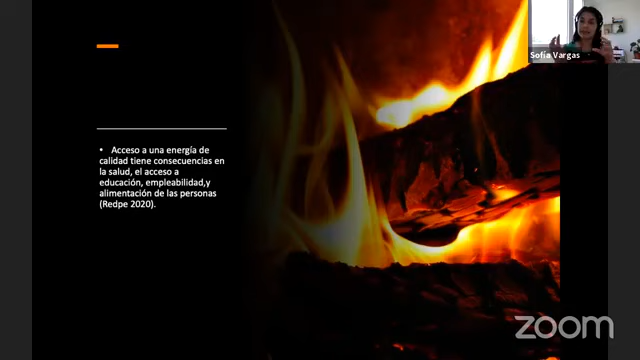 Sofía Vargas
• Acceso a una energía de
calidad tiene consecuencias en
la salud, el acceso a
educación, empleabilidad,y
alimentación de las personas
(Redpe 2020).
zoom